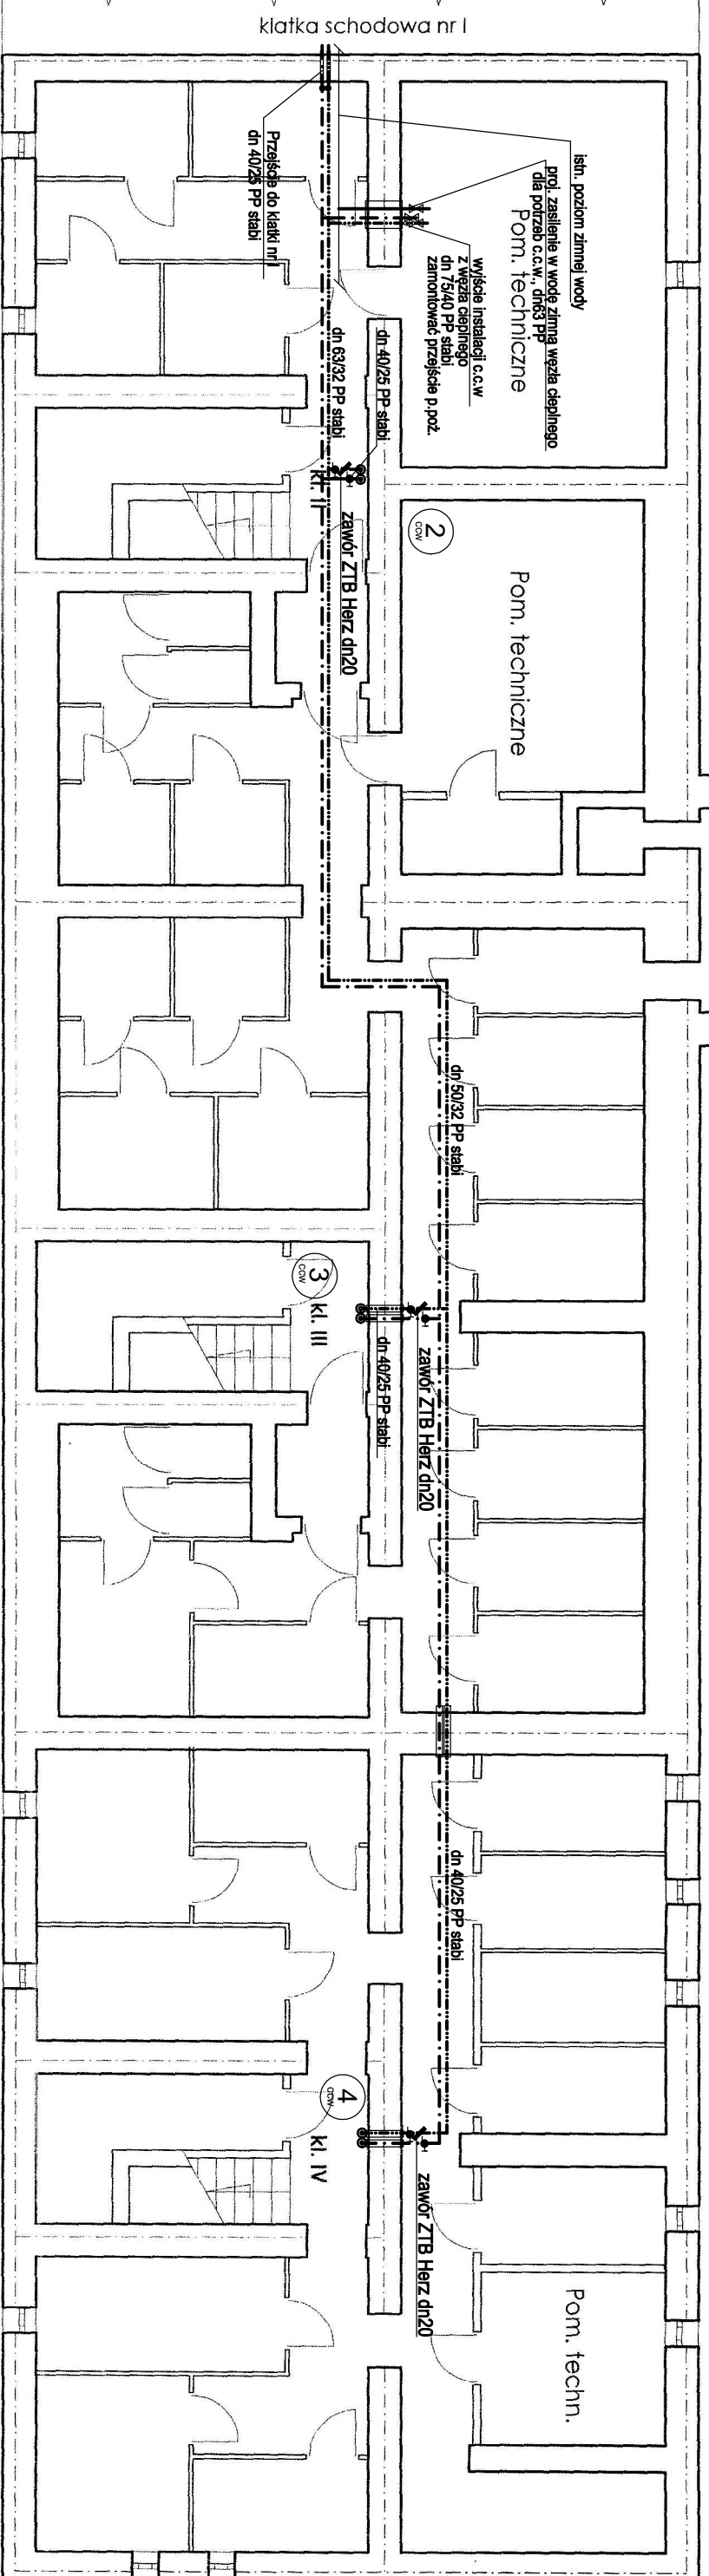 klatka schodowa nr I
istn. poziom zimnej wody
proj. zasilenie w wodę zimną węzła cieplnego
dla potrzeb c.c.w., dn63 PP
Pom. techniczne
wyjście instalacji c.c.w
z węzła cieplnego
dn 75/40 PP stabi
zamontować przejście p.poż.
Przejście do klatki nr I
dn 40/25 PP stabi
dn 40/25 PP stabi
dn 63/32 PP stabi
kl. II
zawór ZTB Herz dn20
2
ccw
Pom. techniczne
dn 50/32 PP stabi
3
ccw
kl. III
dn 40/25 PP stabi
zawór ZTB Herz dn20
dn 40/25 PP stabi
4
ccw
kl. IV
zawór ZTB Herz dn20
Pom. techn.